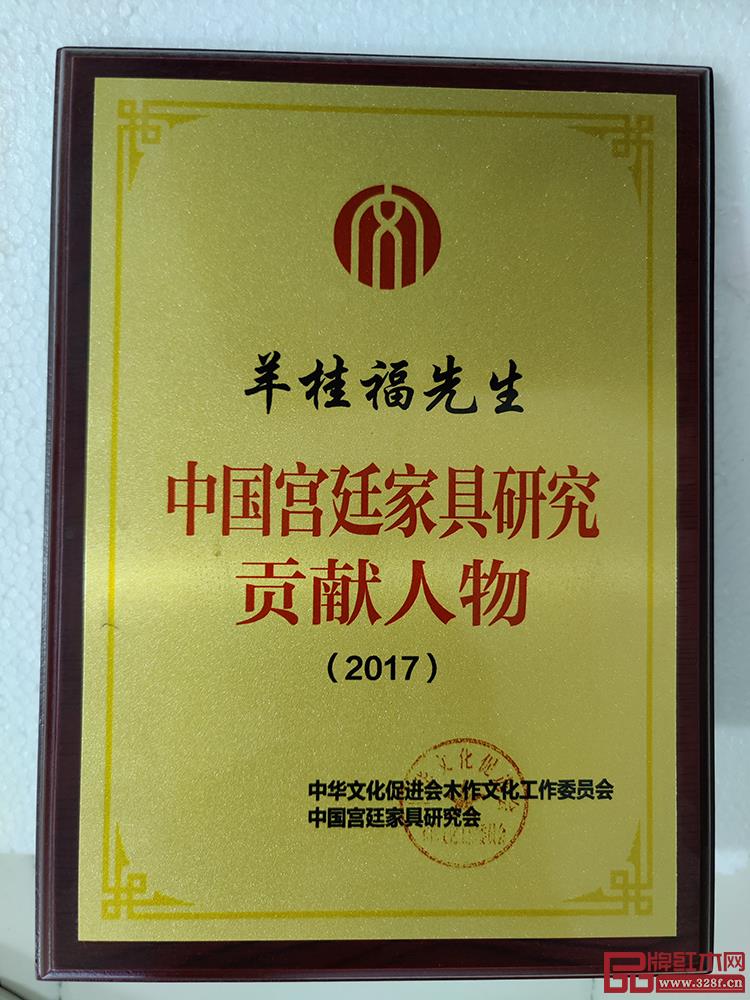 羊桂福先生
中国宫廷家具研究
贡献人物
（2017）
中华文化促进会木作文化工作委员会
中国宫廷家具研究会
品牌红木网
www.328f.cn